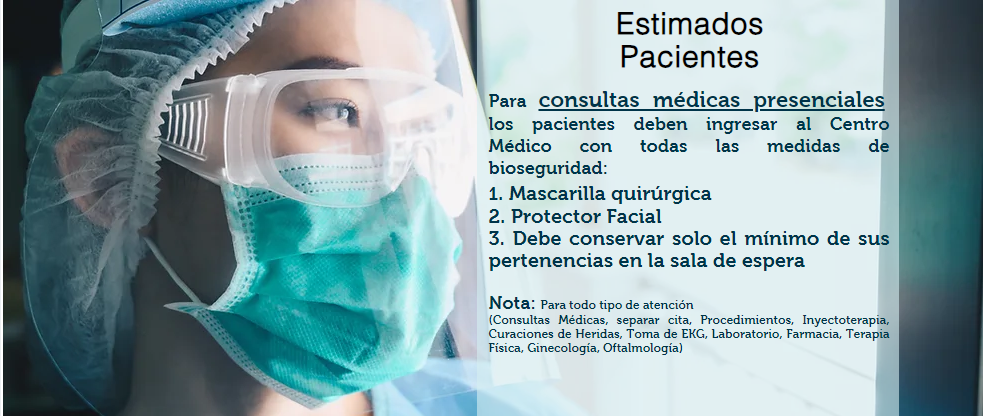 Estimados
Pacientes
Para consultas médicas presenciales
los pacientes deben ingresar al Centro
Médico con todas las medidas de
bioseguridad:
1. Mascarilla quirúrgica
2. Protector Facial
3. Debe conservar solo el mínimo de sus
pertenencias en la sala de espera
Nota: Para todo tipo de atención
(Consultas Médicas, separar cita, Procedimientos, Inyectoterapia,
Curaciones de Heridas, Toma de EKG, Laboratorio, Farmacia, Terapia
Física, Ginecología, Oftalmología)